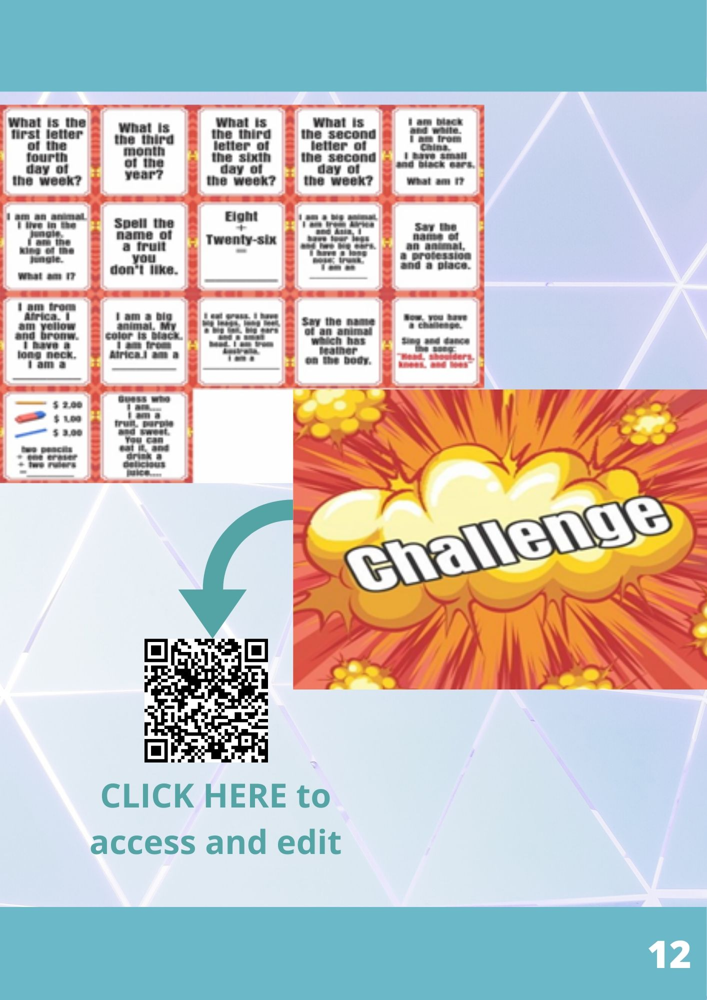 What is the
first letter
of the
fourth
day of
the week?
What is
the third
month
of the
year?
What is
the third
letter of
the sixth
day of
the week?
What is
the second
letter of
the second
day of
the week?
I am black
and white.
I am from
China.
I have small
and black ears.
What am I?
I am an animal.
I live in the
jungle.
I am the
king of the
jungle.
What am I?
Spell the
name of
a fruit
you
don't like.
Eight
+
Twenty-six
=
I am a big animal.
I am from Africa
and Asia. I
have four legs
and two big ears.
I have a long
nose: trunk.
I am an
Say the
name of
an animal,
a profession
and a place.
I am from
Africa. I
am yellow
and bronw.
I have a
long neck.
I am a
I am a big
animal. My
color is black.
I am from
Africa.I am a
I eat grass. I have
big leags, long feet,
a big tail, big ears
and a small
head. I am from
Australia.
I am a
Say the name
of an animal
which has
feather
on the body.
Now, you have
a challenge.
Sing and dance
the song:
"Head, shoulders,
knees, and toes"
$ 2,00
$ 1,00
$ 3,00
two pencils
+ one eraser
+ two rulers
=
Guess who
I am....
I am a
fruit, purple
and sweet.
You can
eat it, and
drink a
delicious
juice....
Challenge
CLICK HERE to
access and edit
12